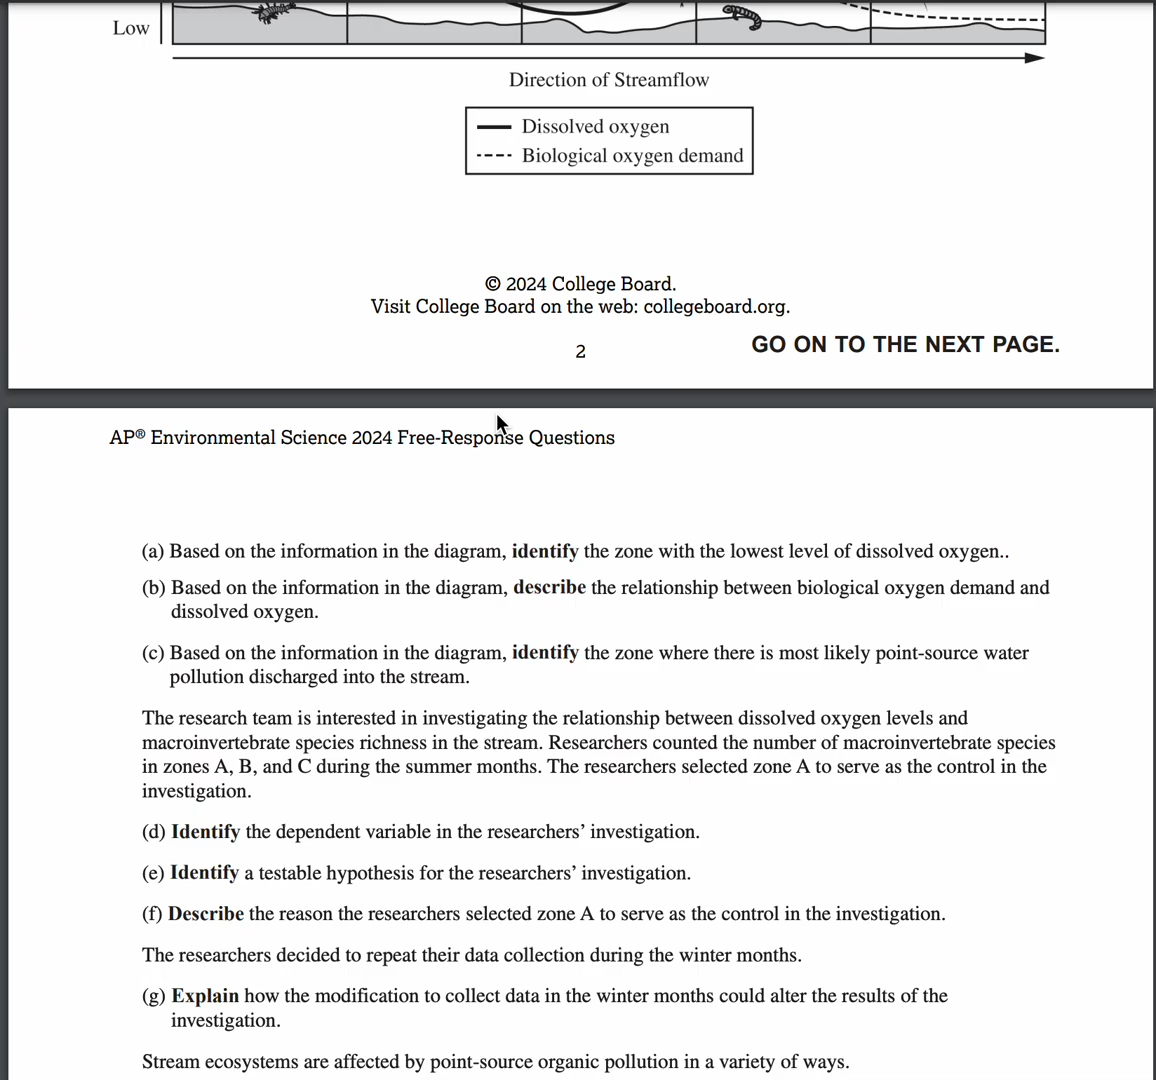 Low
Direction of Streamflow
Dissolved oxygen
Biological oxygen demand
© 2024 College Board.
Visit College Board on the web: collegeboard.org.
2
GO ON TO THE NEXT PAGE.
AP® Environmental Science 2024 Free-Response Questions
(a) Based on the information in the diagram, identify the zone with the lowest level of dissolved oxygen..
(b) Based on the information in the diagram, describe the relationship between biological oxygen demand and
dissolved oxygen.
(c) Based on the information in the diagram, identify the zone where there is most likely point-source water
pollution discharged into the stream.
The research team is interested in investigating the relationship between dissolved oxygen levels and
macroinvertebrate species richness in the stream. Researchers counted the number of macroinvertebrate species
in zones A, B, and C during the summer months. The researchers selected zone A to serve as the control in the
investigation.
(d) Identify the dependent variable in the researchers’ investigation.
(e) Identify a testable hypothesis for the researchers’ investigation.
(f) Describe the reason the researchers selected zone A to serve as the control in the investigation.
The researchers decided to repeat their data collection during the winter months.
(g) Explain how the modification to collect data in the winter months could alter the results of the
investigation.
Stream ecosystems are affected by point-source organic pollution in a variety of ways.